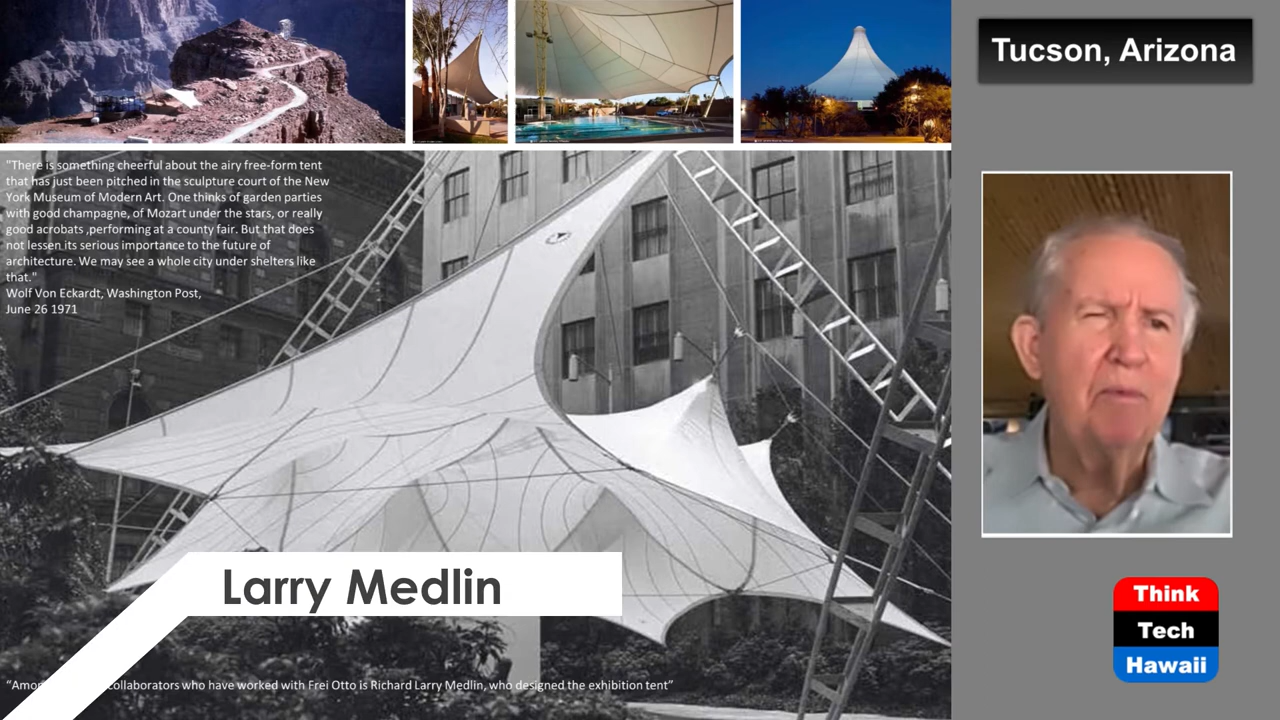 Tucson, Arizona
"There is something cheerful about the airy free-form tent
that has just been pitched in the sculpture court of the New
York Museum of Modern Art. One thinks of garden parties
with good champagne, of Mozart under the stars, or really
good acrobats ,performing at a county fair. But that does
not lessen its serious importance to the future of
architecture. We may see a whole city under shelters like
that."
Wolf Von Eckardt, Washington Post,
June 26 1971
Larry Medlin
collaborators who have worked with Frei Otto is Richard Larry Medlin, who designed the exhibition tent”
Think
Tech
Hawaii